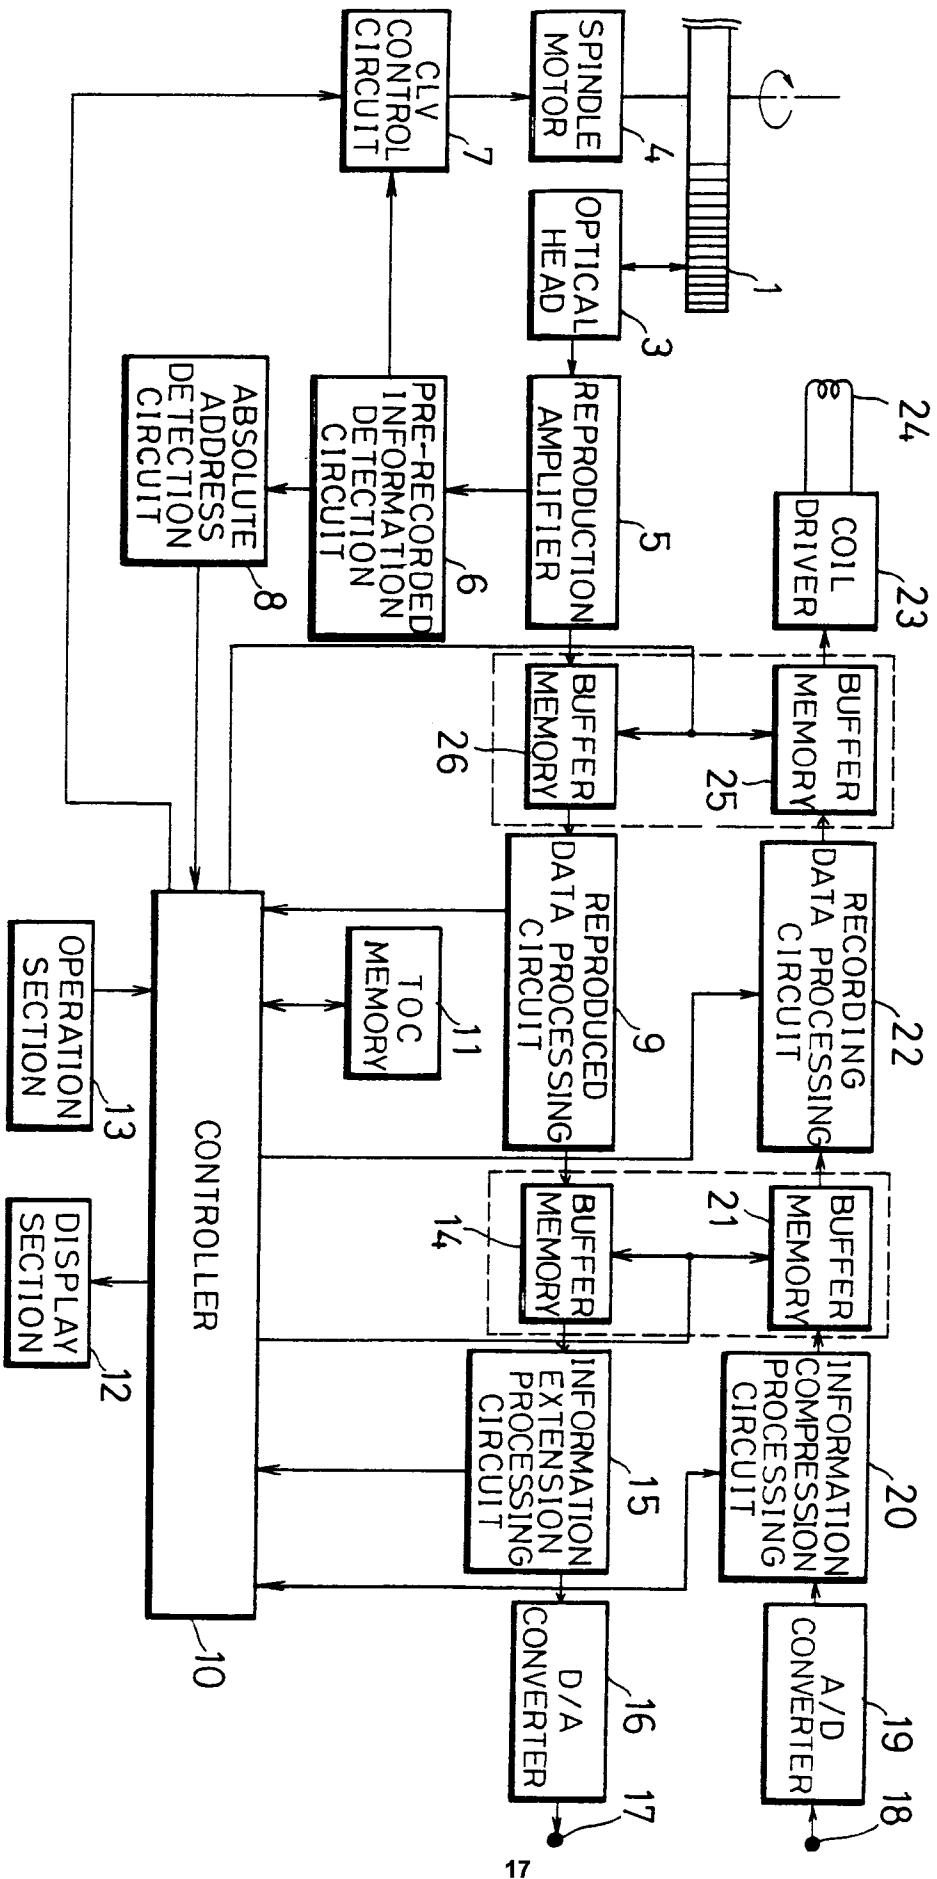 1
SPINDLE
MOTOR
4
CLV
CONTROL
CIRCUIT
7
OPTICAL
HEAD
3
24
COIL
DRIVER
23
REPRODUCTION
AMPLIFIER
5
PRE-RECORDED
INFORMATION
DETECTION
CIRCUIT
6
ABSOLUTE
ADDRESS
DETECTION
CIRCUIT
8
BUFFER
MEMORY
25
BUFFER
MEMORY
26
RECORDING
DATA PROCESSING
CIRCUIT
22
REPRODUCED
DATA PROCESSING
CIRCUIT
9
TOC
MEMORY
11
BUFFER
MEMORY
21
BUFFER
MEMORY
14
INFORMATION
COMPRESSION
PROCESSING
CIRCUIT
20
INFORMATION
EXTENSION
PROCESSING
CIRCUIT
15
A/D
CONVERTER
19
18
D/A
CONVERTER
16
17
CONTROLLER
10
OPERATION
SECTION
13
DISPLAY
SECTION
12
17